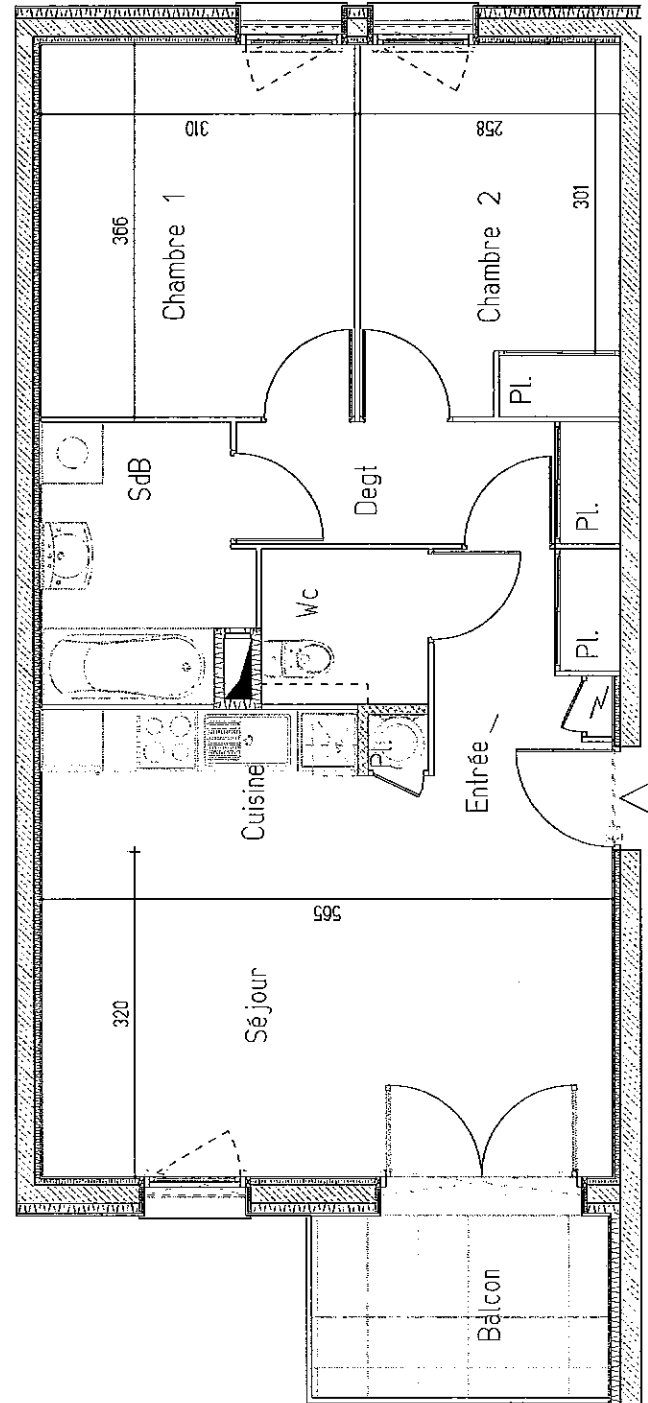 310
258
366
Chambre 1
Chambre 2
301
Pl.
SdB
Degt
Pl.
Wc
Pl.
Pl.
Cuisine
Entrée
565
320
Séjour
Balcon